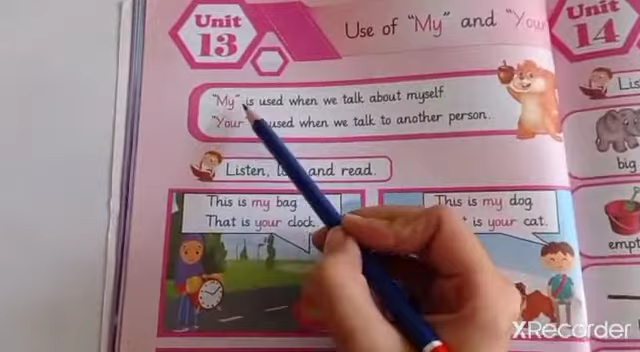 Unit
13
Use of "My" and "Your
Unit
14
"My" is used when we talk about myself
"Your used when we talk to another person.
Listen, and read.
Lis
This is my bag
That is your clock.
This is my dog
is your cat.
big
empt
XRecorder